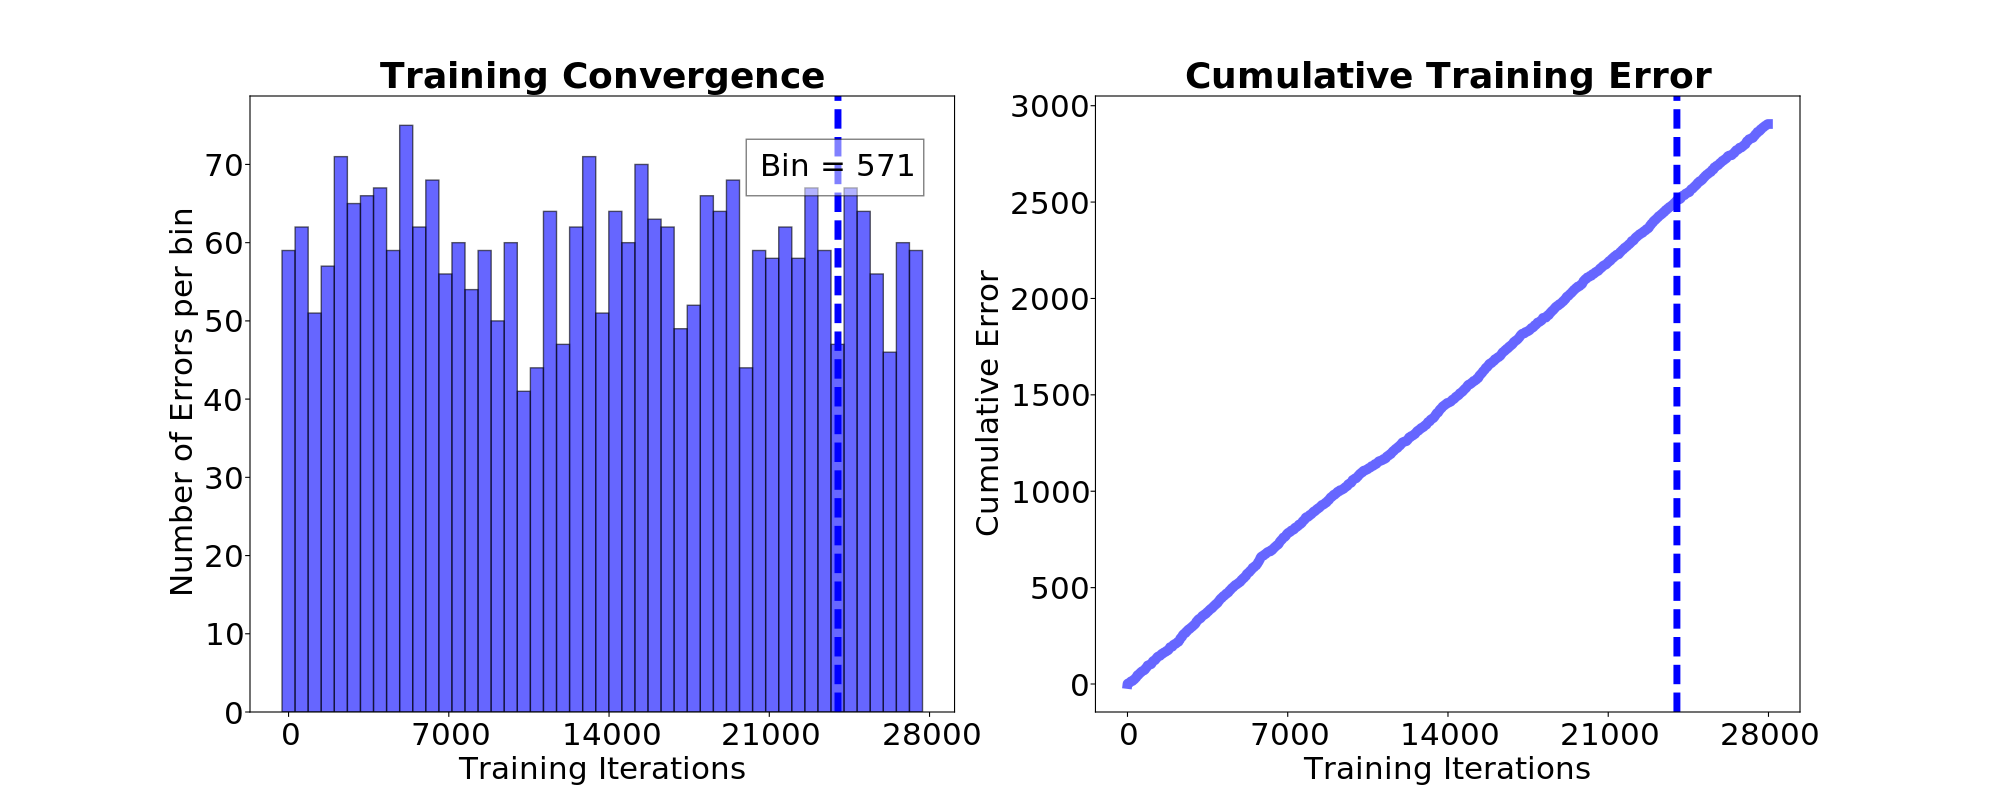 Training Convergence
Number of Errors per bin
70
60
50
40
30
20
10
0
Bin = 571
0 7000 14000 21000 28000
Training Iterations
Cumulative Training Error
Cumulative Error
3000
2500
2000
1500
1000
500
0
0 7000 14000 21000 28000
Training Iterations